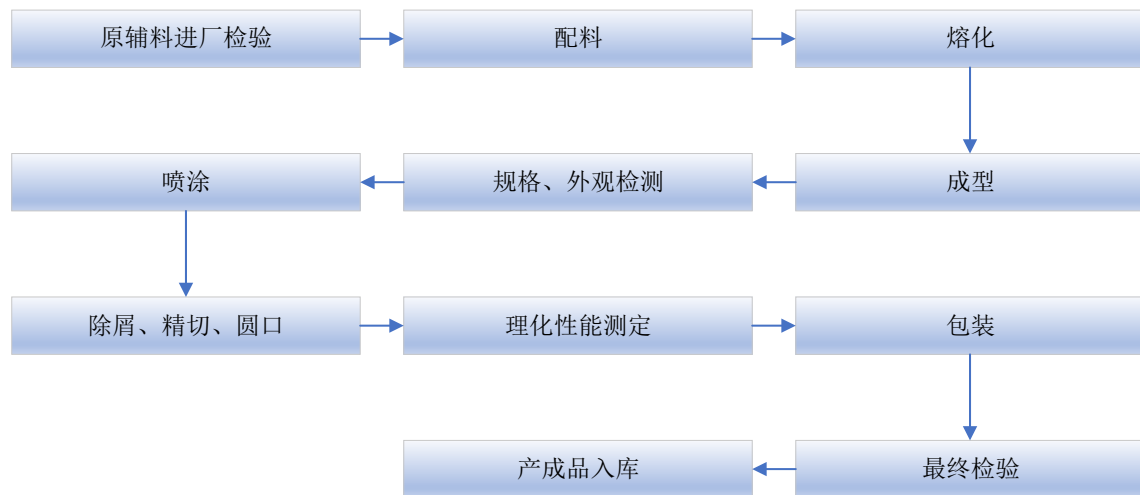 原辅料进厂检验
配料
熔化
成型
规格、外观检测
喷涂
除屑、精切、圆口
理化性能测定
包装
最终检验
产成品入库